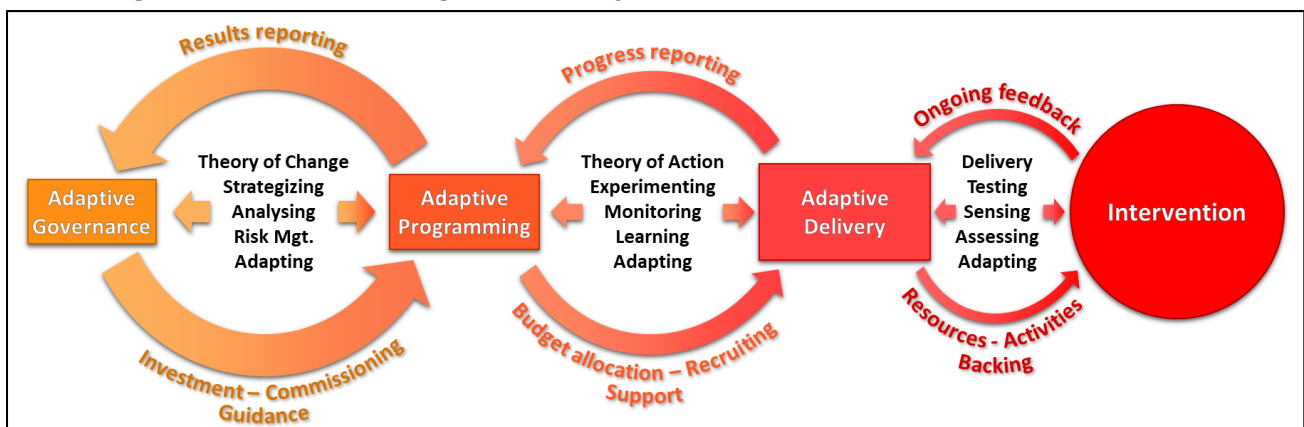 Results reporting
Theory of Change
Strategizing
Analysing
Risk Mgt.
Adapting
Adaptive
Governance
Investment – Commissioning
Guidance
Adaptive
Programming
Progress reporting
Theory of Action
Experimenting
Monitoring
Learning
Adapting
Budget allocation – Recruiting
Support
Adaptive
Delivery
Ongoing feedback
Delivery
Testing
Sensing
Assessing
Adapting
Resources - Activities
Backing
Intervention